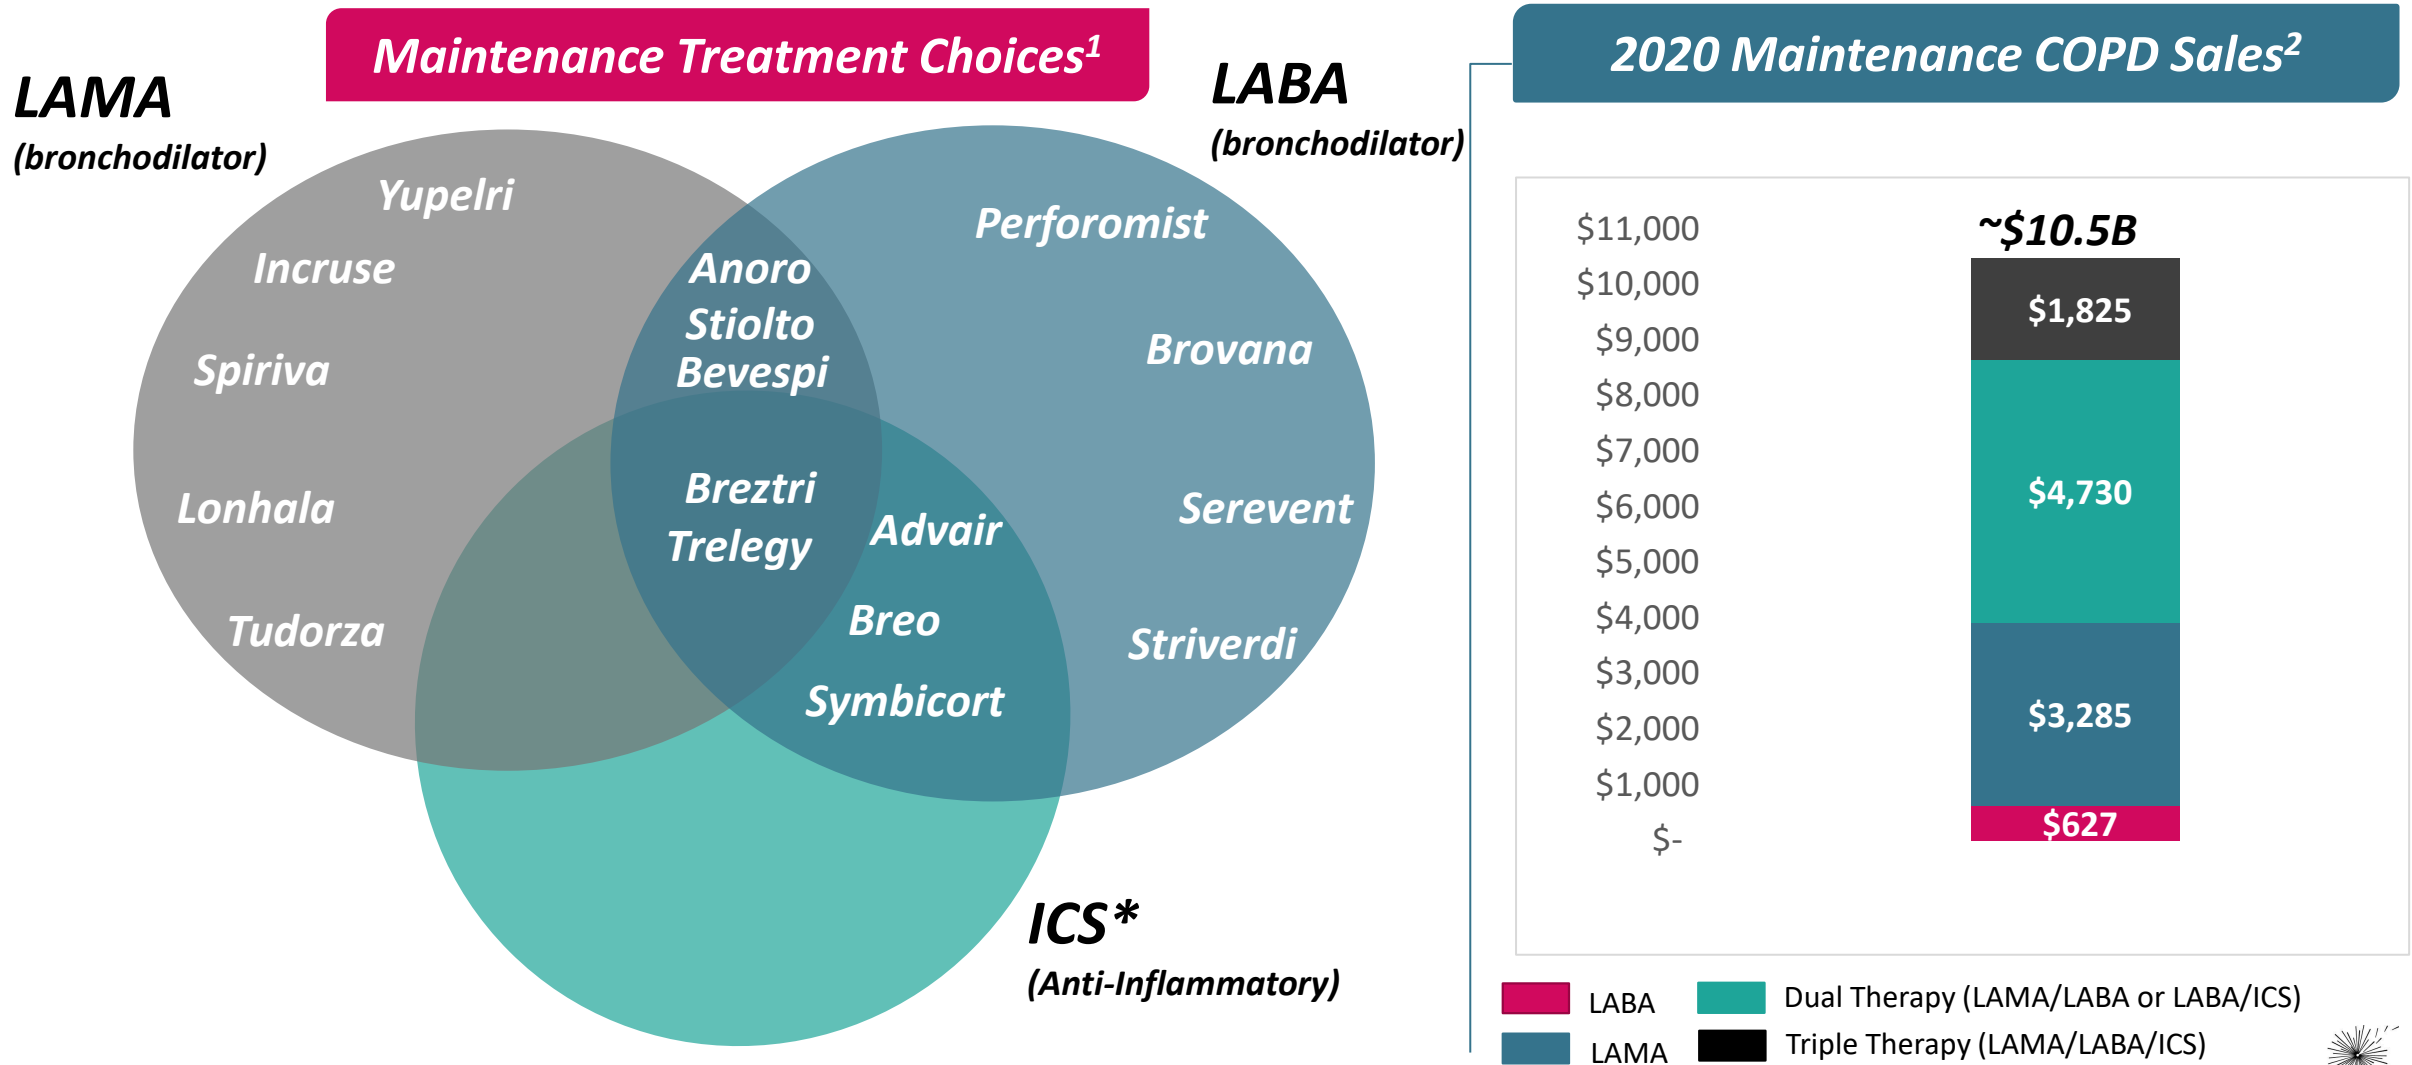 Maintenance Treatment Choices1
LAMA
(bronchodilator)
LABA
(bronchodilator)
Yupelri
Incruse
Spiriva
Lonhala
Tudorza
Anoro
Stiolto
Bevespi
Breztri
Trelegy
Advair
Breo
Symbicort
Perforomist
Brovana
Serevent
Striverdi
ICS*
(Anti-Inflammatory)
2020 Maintenance COPD Sales2
$11,000
$10,000
$9,000
$8,000
$7,000
$6,000
$5,000
$4,000
$3,000
$2,000
$1,000
$-
~$10.5B
$1,825
$4,730
$3,285
$627
LABA
Dual Therapy (LAMA/LABA or LABA/ICS)
LAMA
Triple Therapy (LAMA/LABA/ICS)